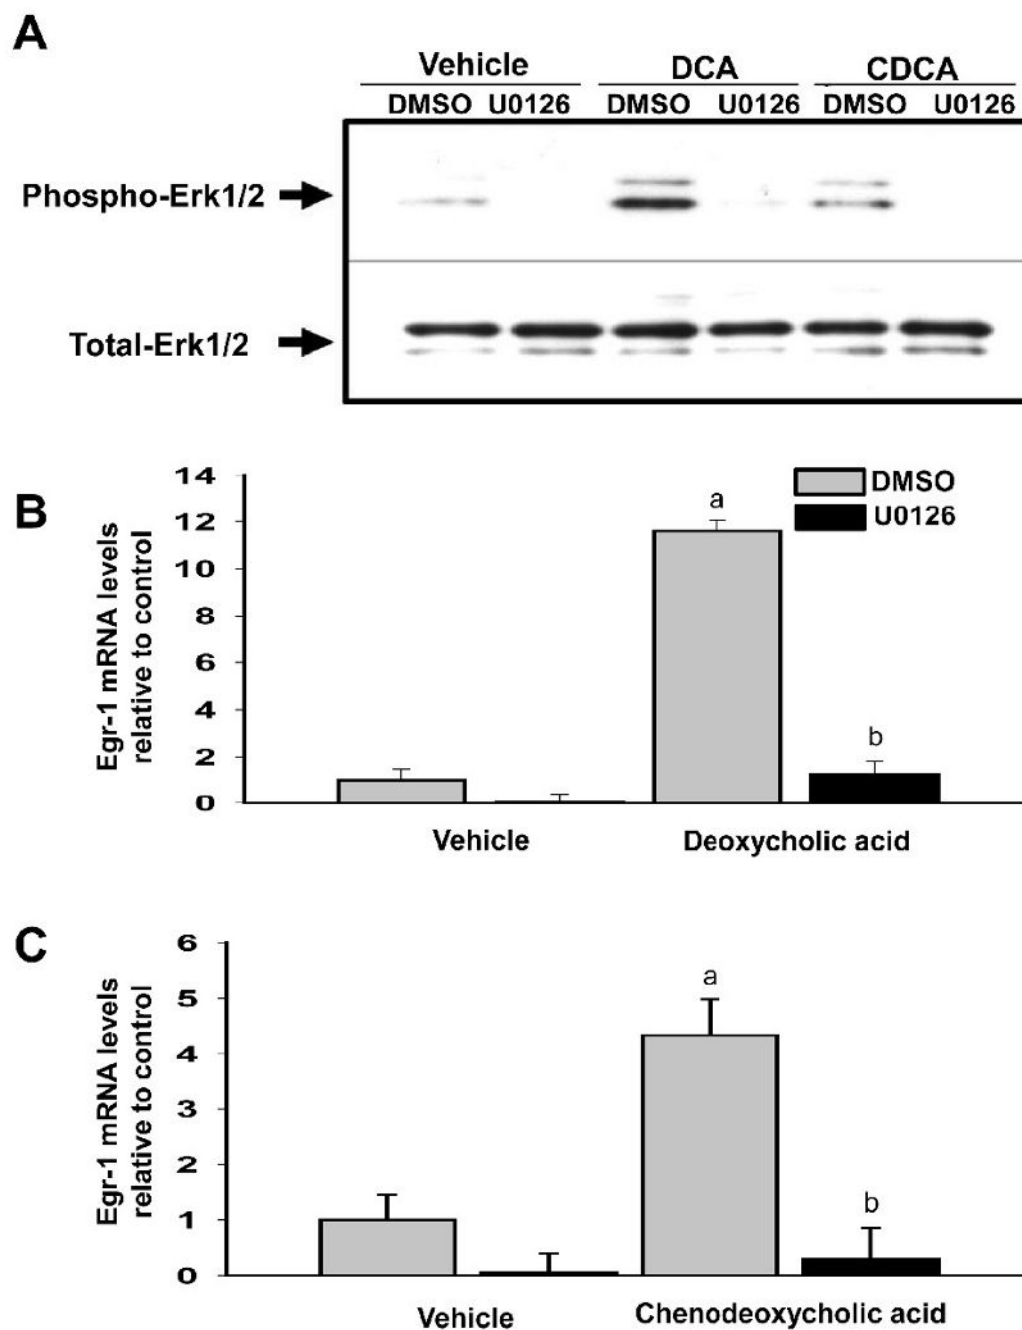 A
Vehicle DCA CDCA
DMSO U0126 DMSO U0126 DMSO U0126
Phospho-Erk1/2
Total-Erk1/2
B
Egr-1 mRNA levels
relative to control
14
12
10
8
6
4
2
0
DMSO
U0126
a
b
Vehicle Deoxycholic acid
C
Egr-1 mRNA levels
relative to control
6
5
4
3
2
1
0
a
b
Vehicle Chenodeoxycholic acid